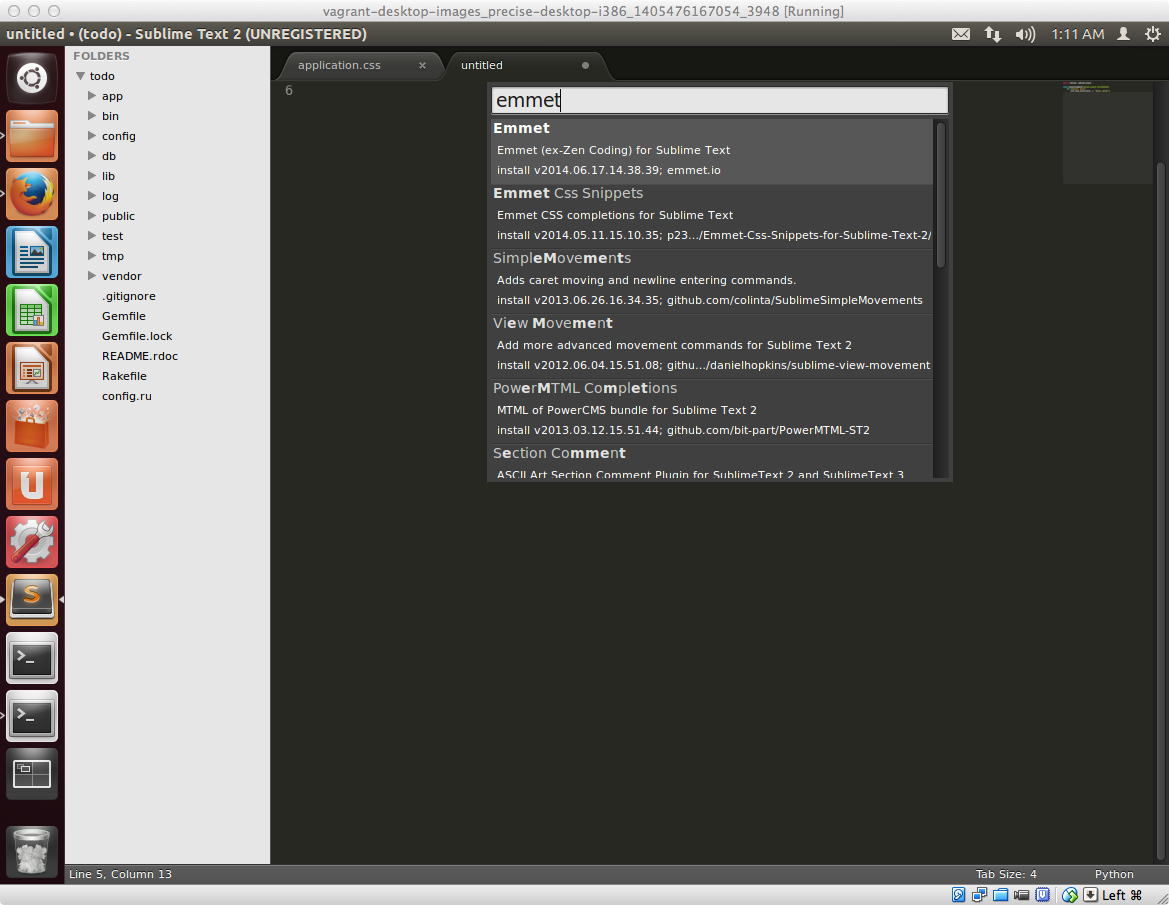 vagrant-desktop-images_precise-desktop-i386_1405476167054_3948 [Running]
untitled • (todo) - Sublime Text 2 (UNREGISTERED)
1:11 AM
FOLDERS
todo
app
bin
config
db
lib
log
public
test
tmp
vendor
.gitignore
Gemfile
Gemfile.lock
README.rdoc
Rakefile
config.ru
application.css ×
untitled
6
emmet
Emmet
Emmet (ex-Zen Coding) for Sublime Text
install v2014.06.17.14.38.39; emmet.io
Emmet Css Snippets
Emmet CSS completions for Sublime Text
install v2014.05.11.15.10.35; p23.../Emmet-Css-Snippets-for-Sublime-Text-2/
SimpleMovements
Adds caret moving and newline entering commands.
install v2013.06.26.16.34.35; github.com/colinta/SublimeSimpleMovements
View Movement
Add more advanced movement commands for Sublime Text 2
install v2012.06.04.15.51.08; githu.../danielhopkins/sublime-view-movement
PowerMTML Completions
MTML of PowerCMS bundle for Sublime Text 2
install v2013.03.12.15.51.44; github.com/bit-part/PowerMTML-ST2
Section Comment
ASCII Art Section Comment Plugin for SublimeText 2 and SublimeText 3
Line 5, Column 13
Tab Size: 4
Python
Left ⌘